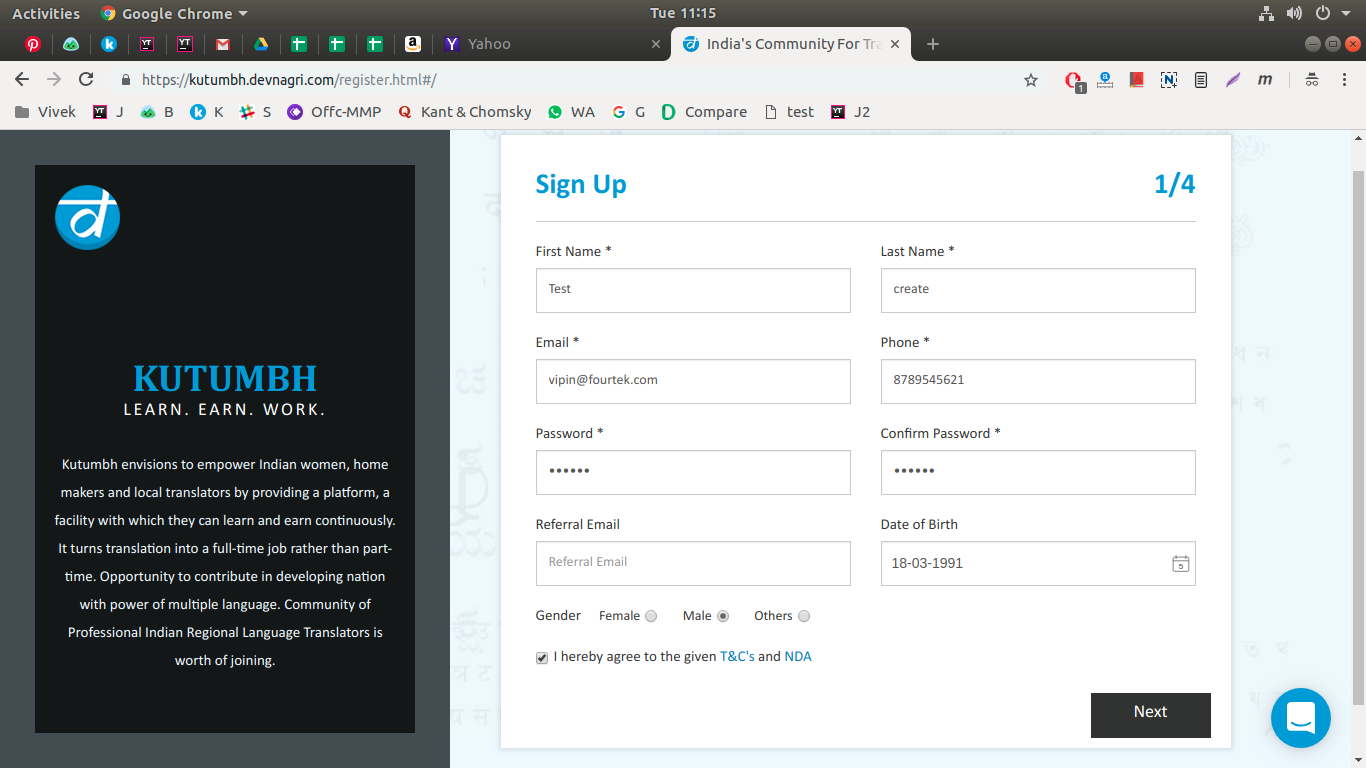 Activities Google Chrome Tue 11:15
Yahoo India's Community For Tra
https://kutumbh.devnagri.com/register.html#/
Vivek J B K S Offc-MMP Kant & Chomsky WA G Compare test J2
Sign Up 1/4
First Name * Last Name *
Test create
Email * Phone *
vipin@fourtek.com 8789545621
Password * Confirm Password *
•••••• ••••••
Referral Email Date of Birth
Referral Email 18-03-1991
Gender Female Male Others
I hereby agree to the given T&C's and NDA
Next
KUTUMBH
LEARN. EARN. WORK.
Kutumbh envisions to empower Indian women, home
makers and local translators by providing a platform, a
facility with which they can learn and earn continuously.
It turns translation into a full-time job rather than part-
time. Opportunity to contribute in developing nation
with power of multiple language. Community of
Professional Indian Regional Language Translators is
worth of joining.